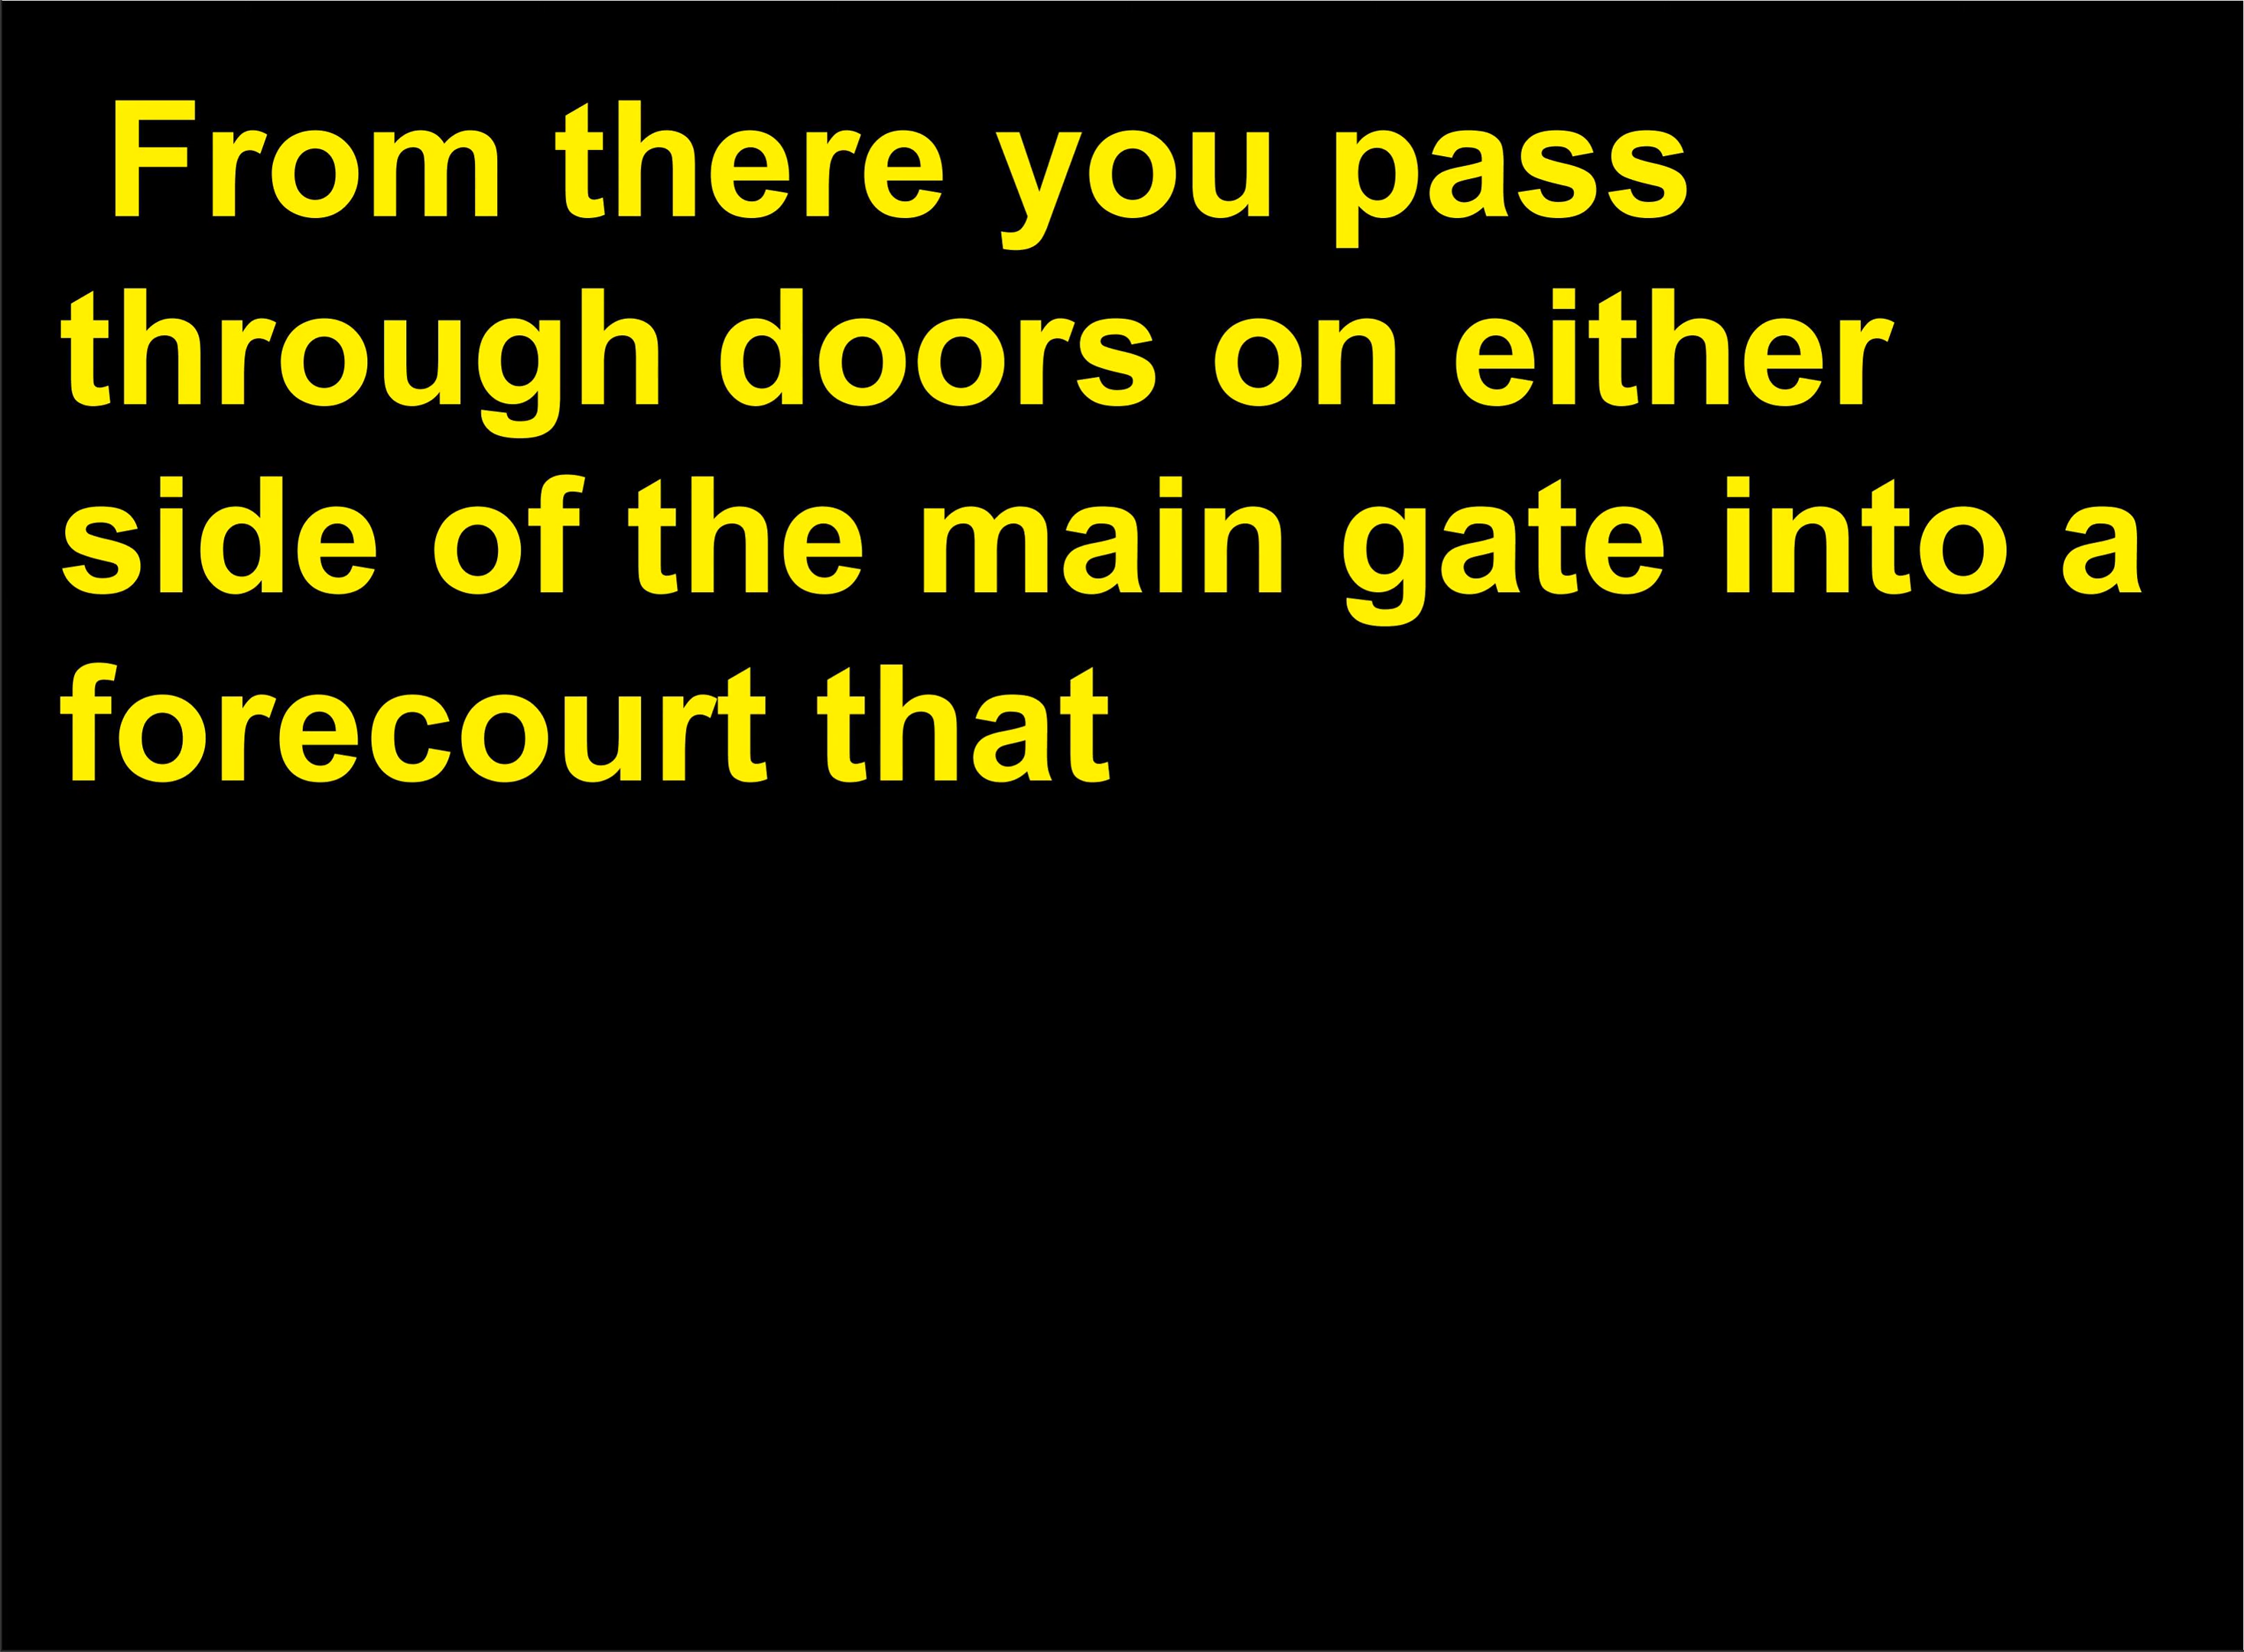 From there you pass
through doors on either
side of the main gate into a
forecourt that